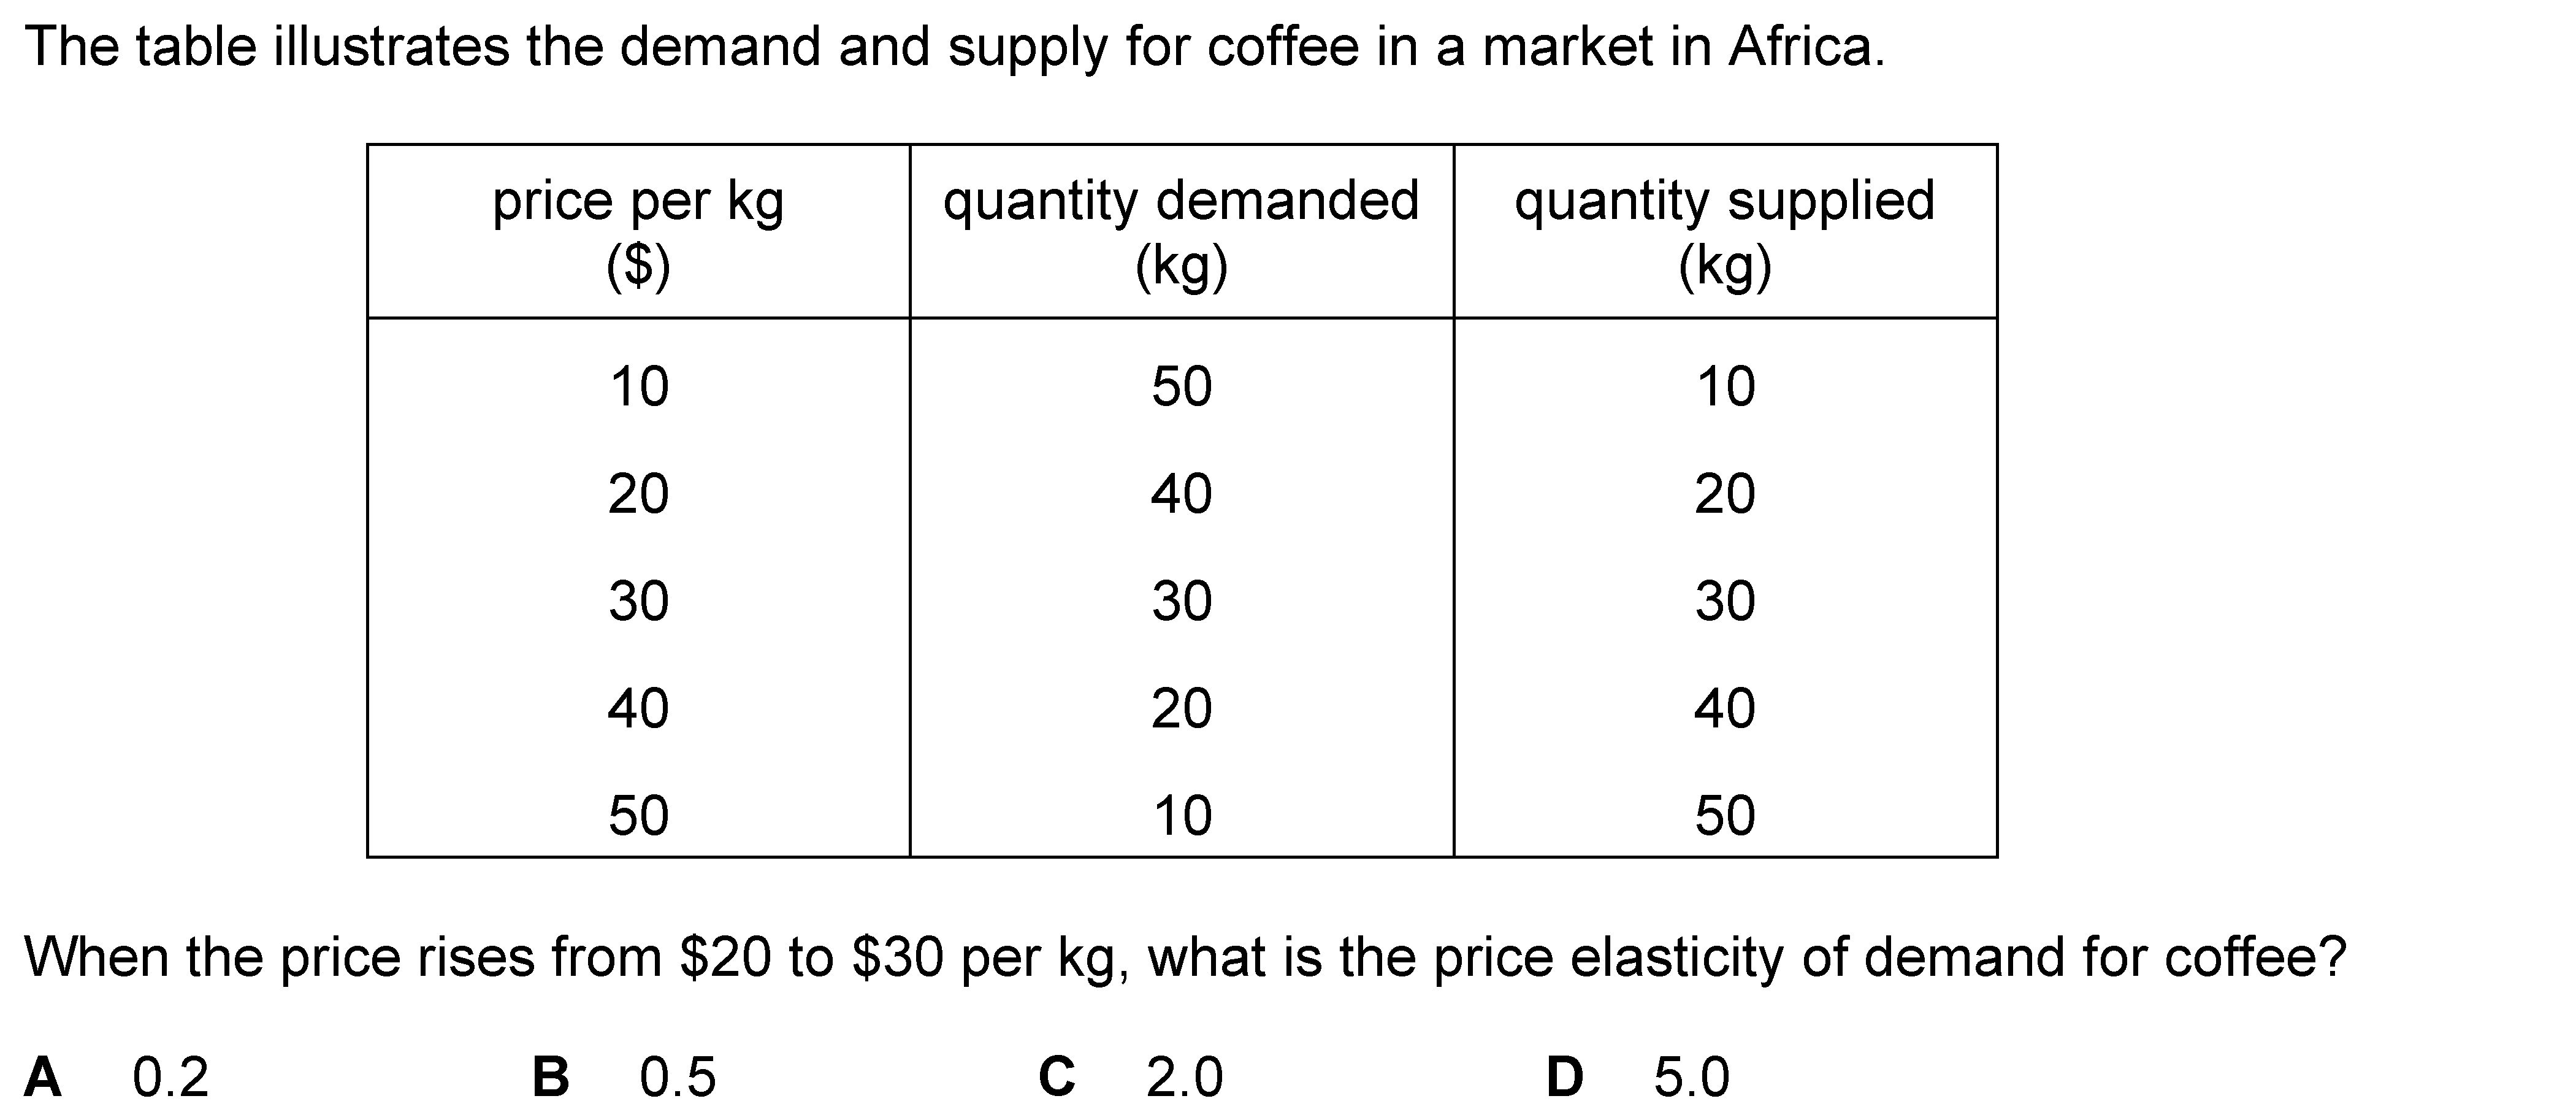 The table illustrates the demand and supply for coffee in a market in Africa.
price per kg quantity demanded quantity supplied
($) (kg) (kg)
10 50 10
20 40 20
30 30 30
40 20 40
50 10 50
When the price rises from $20 to $30 per kg, what is the price elasticity of demand for coffee?
A 0.2 B 0.5 C 2.0 D 5.0